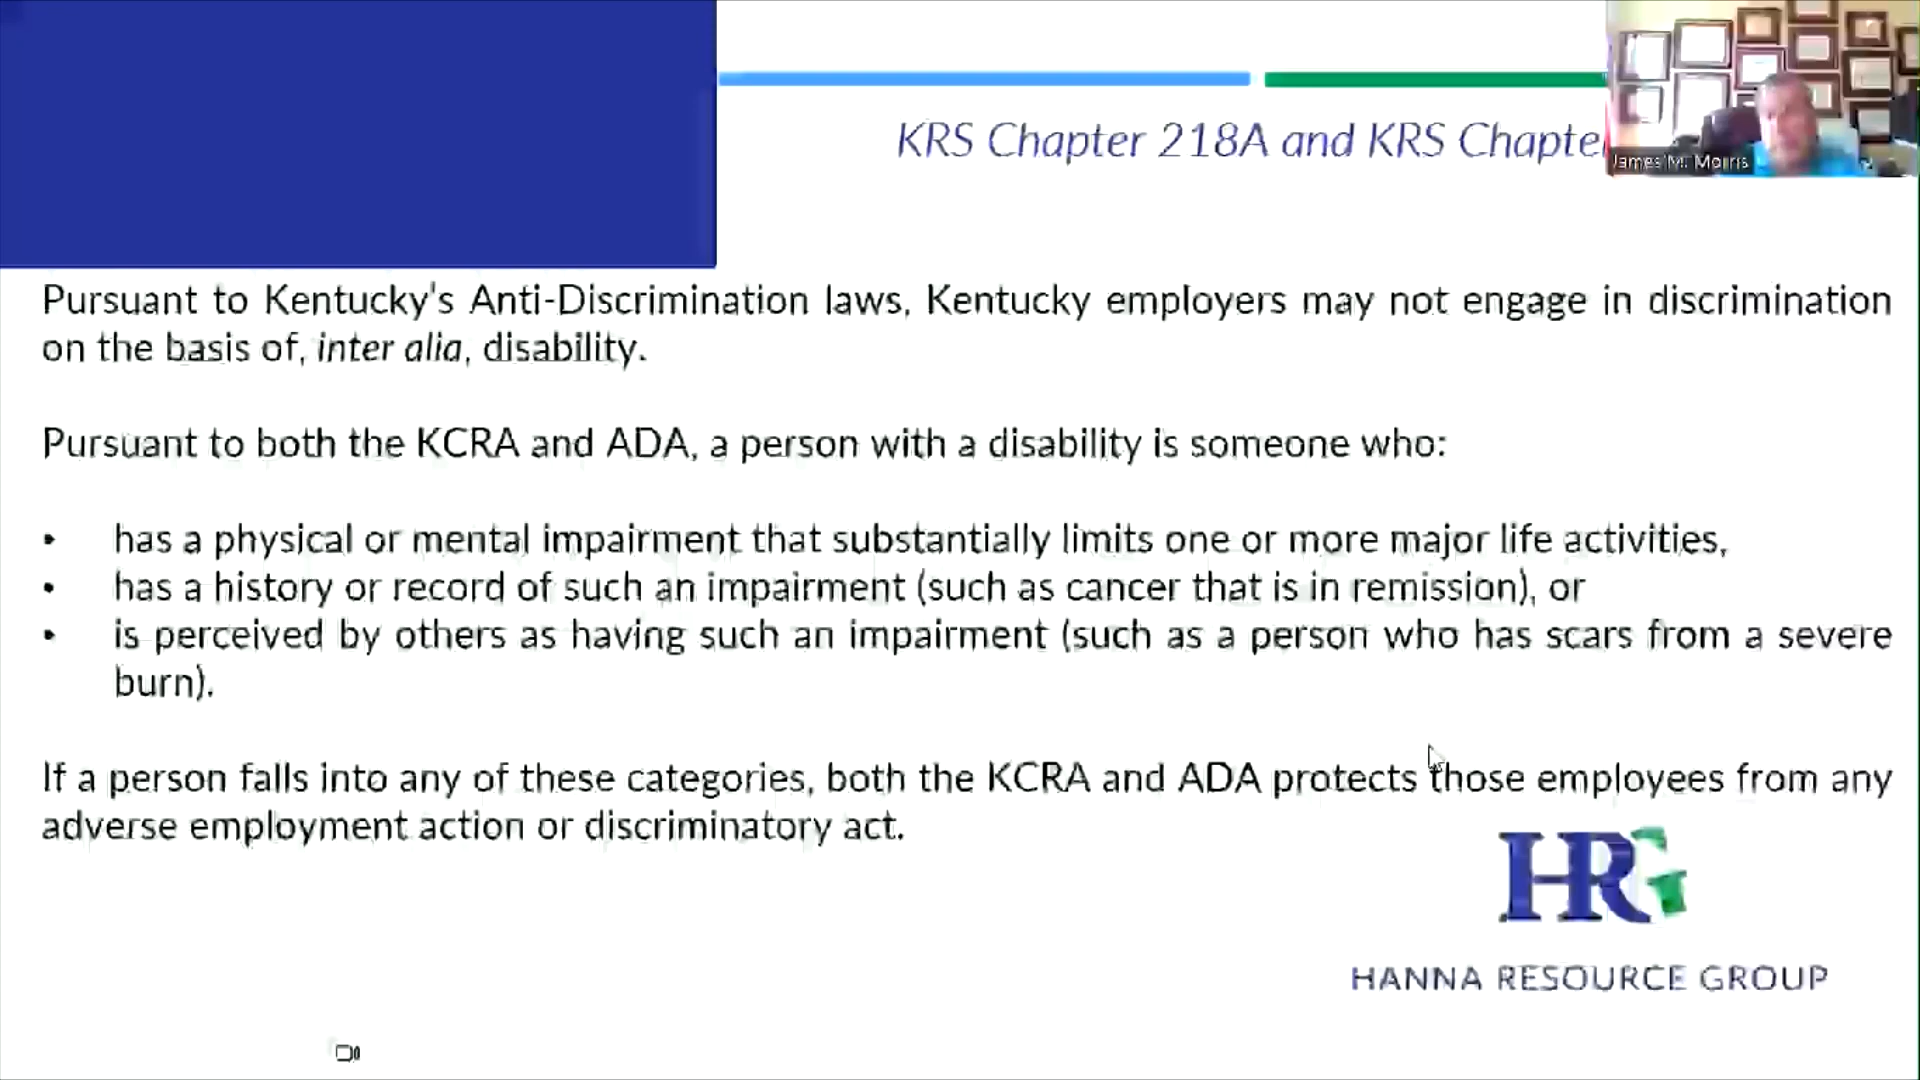 KRS Chapter 218A and KRS Chapte
James M. Morris
Pursuant to Kentucky's Anti-Discrimination laws, Kentucky employers may not engage in discrimination
on the basis of, inter alia, disability.
Pursuant to both the KCRA and ADA, a person with a disability is someone who:
• has a physical or mental impairment that substantially limits one or more major life activities,
• has a history or record of such an impairment (such as cancer that is in remission), or
• is perceived by others as having such an impairment (such as a person who has scars from a severe
burn).
If a person falls into any of these categories, both the KCRA and ADA protects those employees from any
adverse employment action or discriminatory act.
HRG
HANNA RESOURCE GROUP